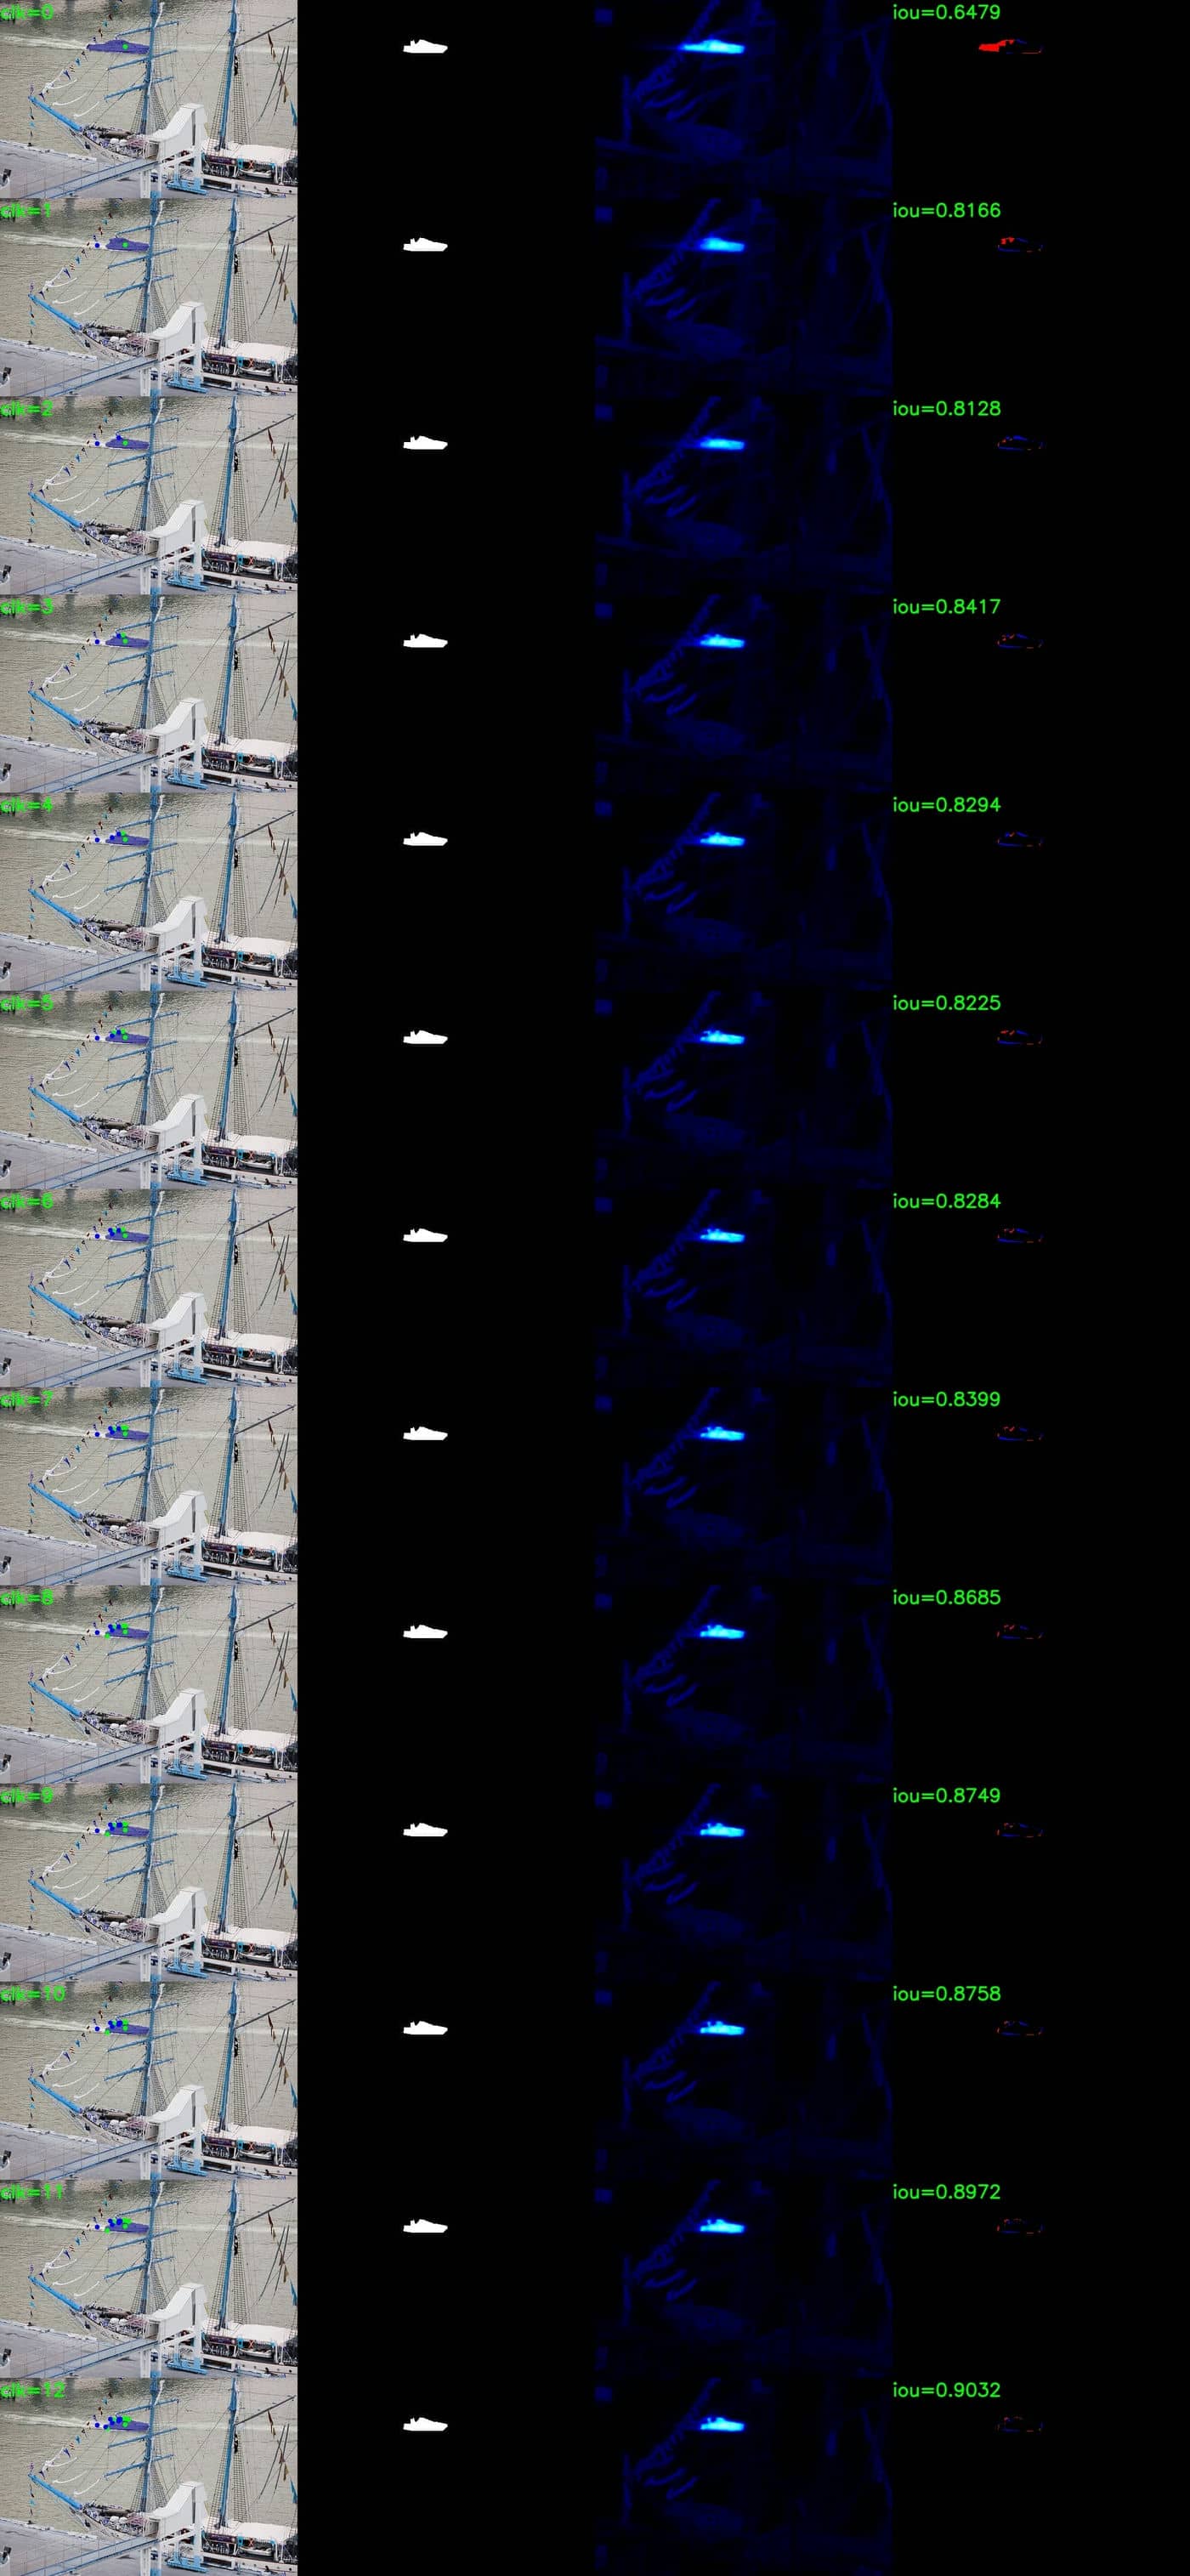 clk=0 iou=0.6479
clk=1 iou=0.8166
clk=2 iou=0.8128
clk=3 iou=0.8417
clk=4 iou=0.8294
clk=5 iou=0.8225
clk=6 iou=0.8284
clk=7 iou=0.8399
clk=8 iou=0.8685
clk=9 iou=0.8749
clk=10 iou=0.8758
clk=11 iou=0.8972
clk=12 iou=0.9032